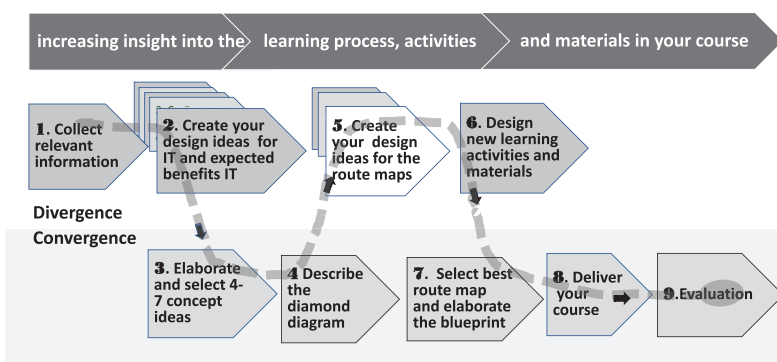 increasing insight into the
learning process, activities
and materials in your course
1. Collect
relevant
information
2. Create your
design ideas for
IT and expected
benefits IT
5. Create
your design
ideas for the
route maps
6. Design
new learning
activities and
materials
Divergence
Convergence
3. Elaborate
and select 4-
7 concept
ideas
4 Describe
the
diamond
diagram
7. Select best
route map
and elaborate
the blueprint
8. Deliver
your
course
9.Evaluation